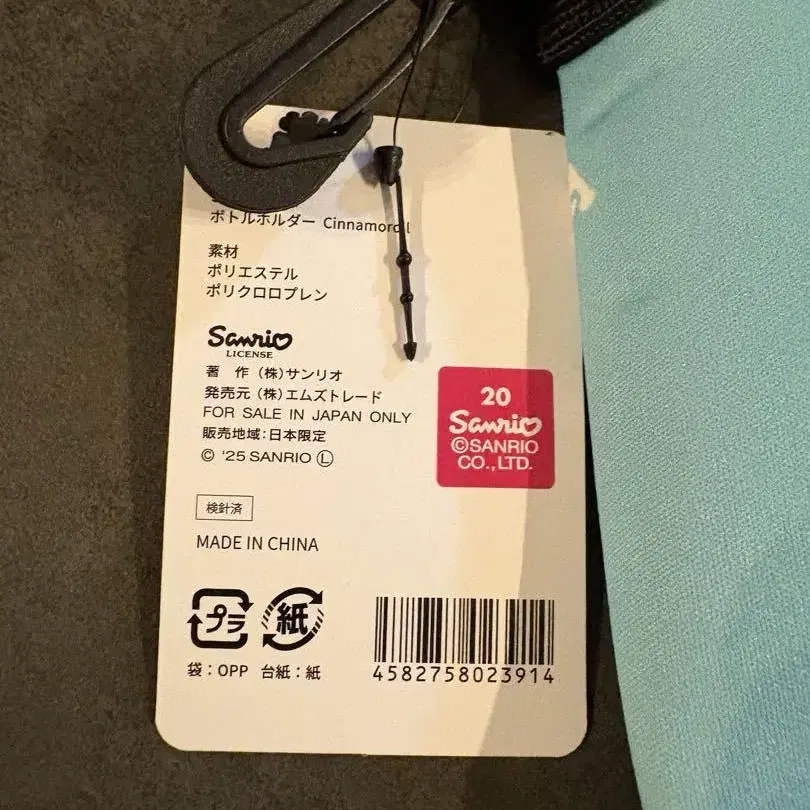 ボトルホルダー Cinnamoroll
素材
ポリエステル
ポリクロロプレン
Sanrio
LICENSE
著 作 (株)サンリオ
発売元 (株)エムズトレード
FOR SALE IN JAPAN ONLY
販売地域:日本限定
© '25 SANRIO Ⓛ
20
Sanrio
©SANRIO
CO.,LTD.
検針済
MADE IN CHINA
プラ 紙
袋:OPP 台紙:紙
4582758023914